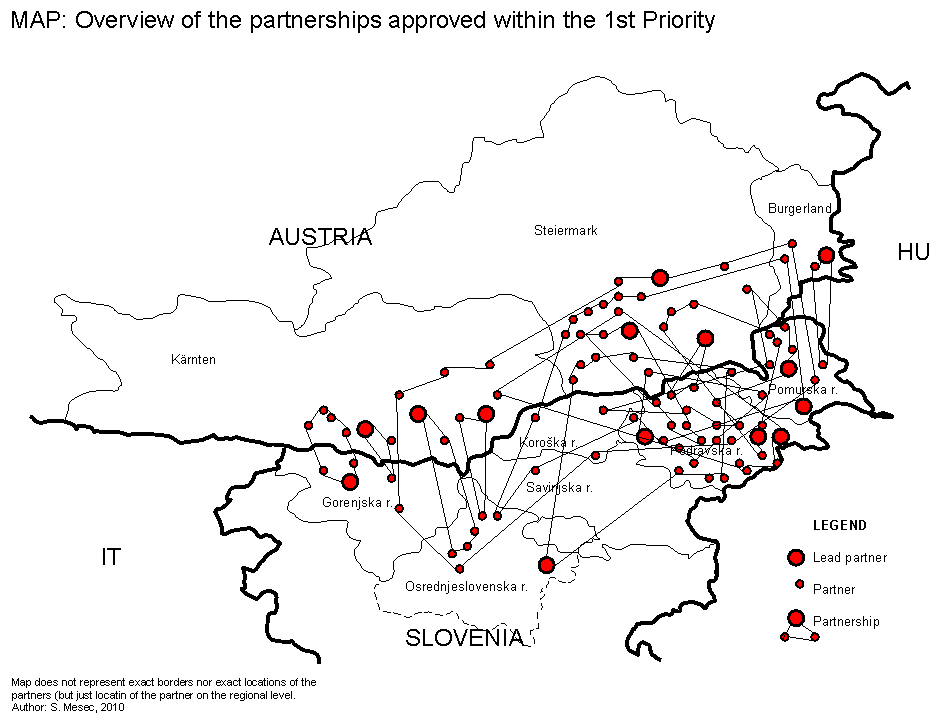 MAP: Overview of the partnerships approved within the 1st Priority
Burgerland
Steiermark
AUSTRIA
HU
Kärnten
Pomurska r.
Koroška r.
Podravska r.
Savinjska r.
Gorenjska r.
LEGEND
IT
Lead partner
Osrednjeslovenska r.
Partner
Partnership
SLOVENIA
Map does not represent exact borders nor exact locations of the
partners (but just locatin of the partner on the regional level.
Author: S. Mesec, 2010